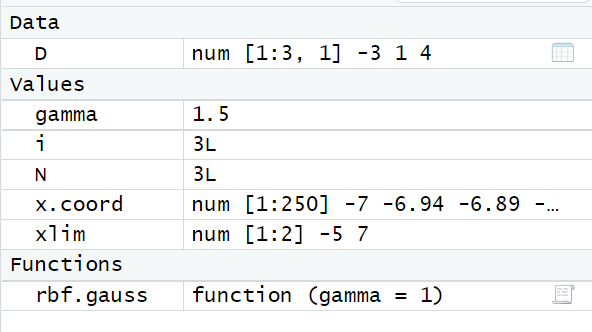 Data
D num [1:3, 1] -3 1 4
Values
gamma 1.5
i 3L
N 3L
x.coord num [1:250] -7 -6.94 -6.89 -…
xlim num [1:2] -5 7
Functions
rbf.gauss function (gamma = 1)